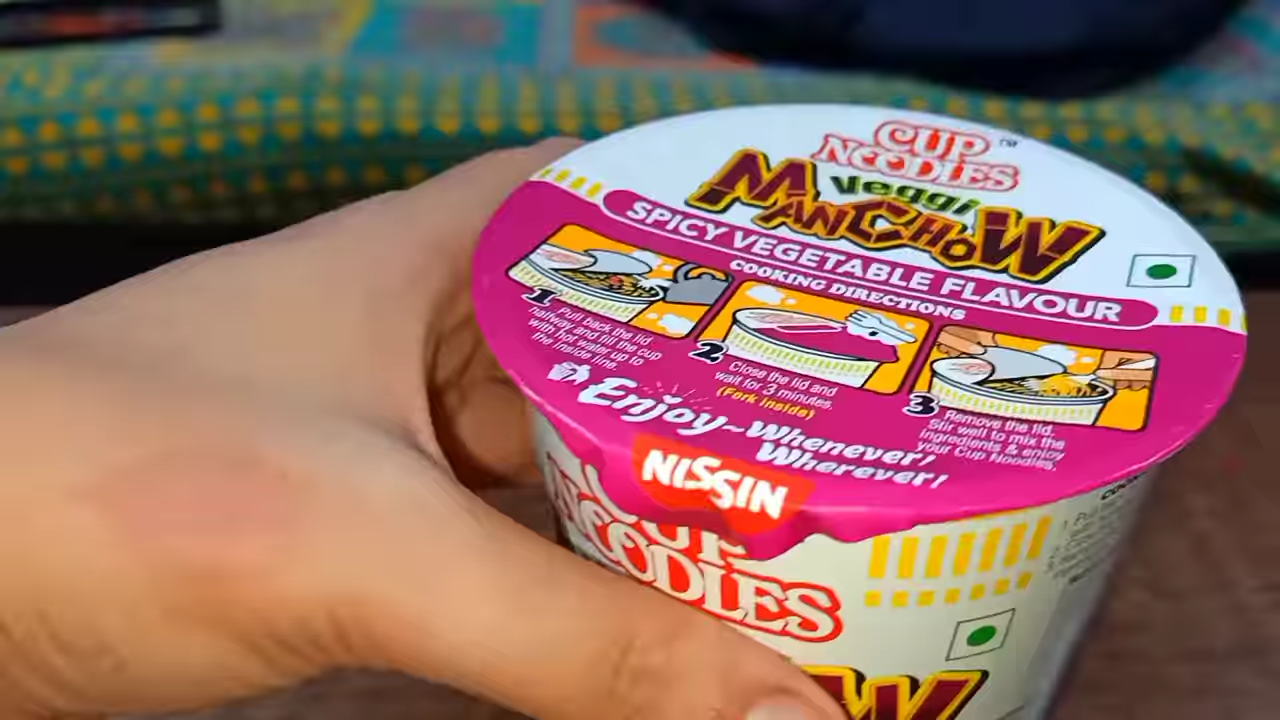 CUP
NOODLES™
Veggi
MANCHOW
SPICY VEGETABLE FLAVOUR
COOKING DIRECTIONS
1
Pull back the lid
halfway and fill the cup
with hot water up to
the inside line.
2
Close the lid and
wait for 3 minutes.
(Fork Inside)
3
Remove the lid.
Stir well to mix the
ingredients & enjoy
your Cup Noodles.
Enjoy~Whenever!
Wherever!
NISSIN
CUP
NOODLES